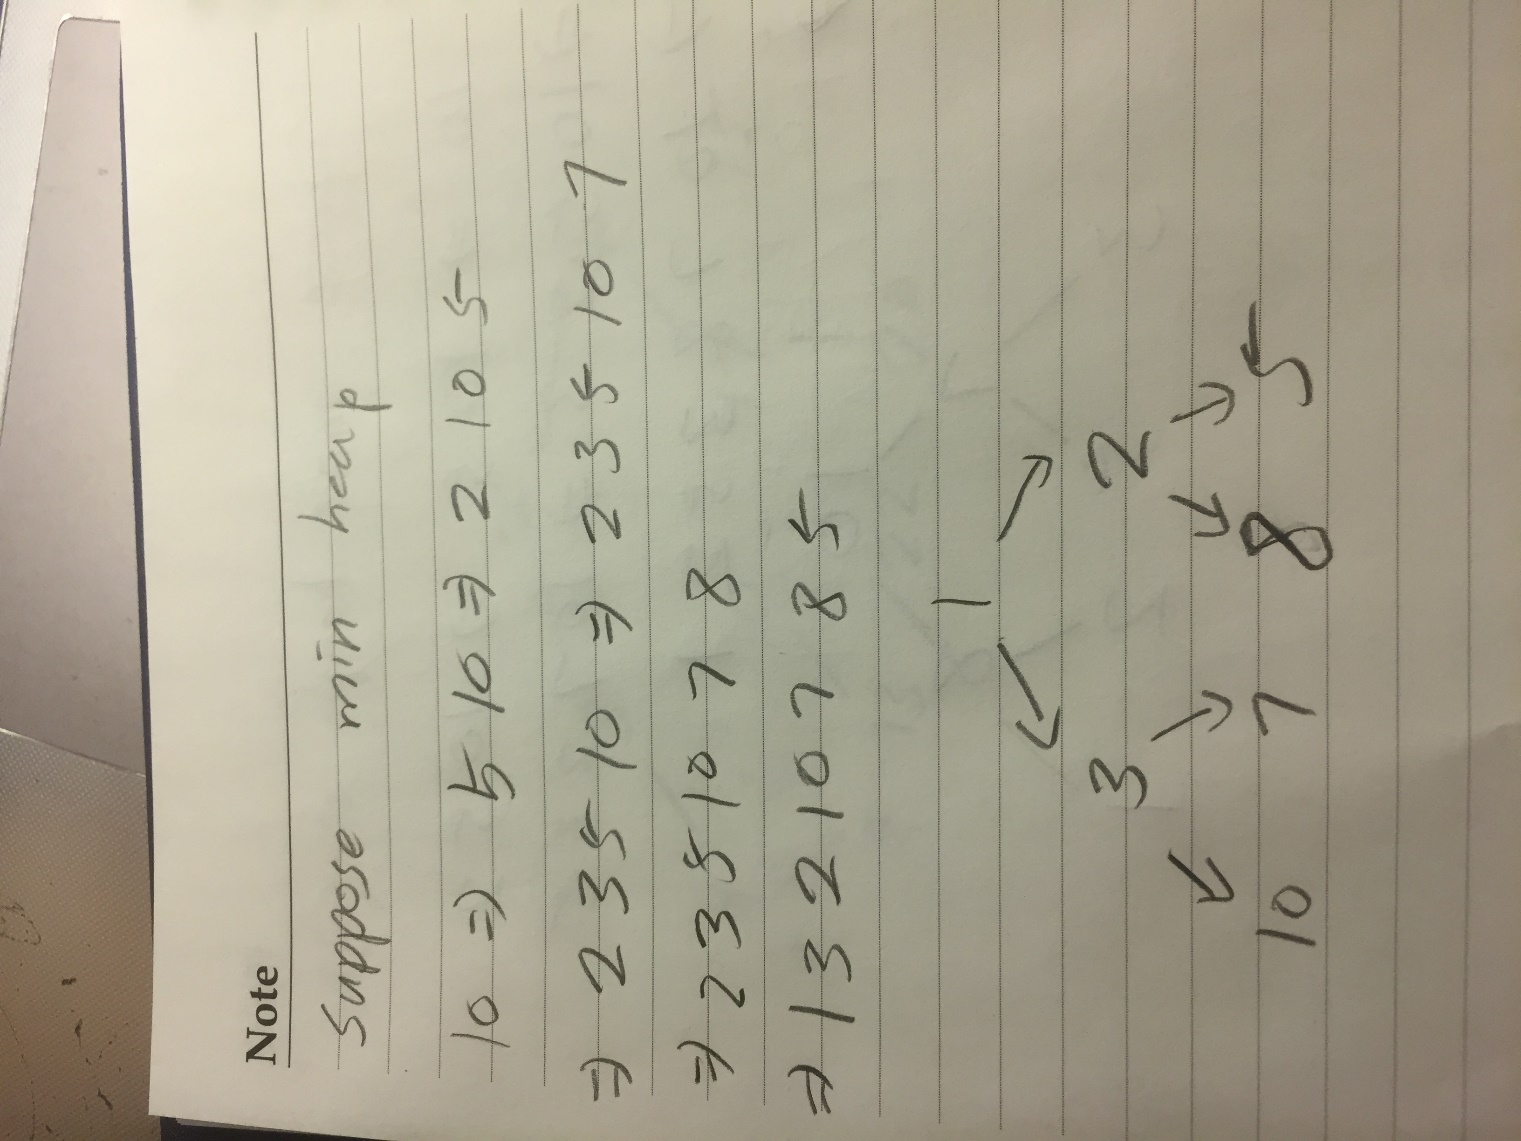 Note
Suppose min heap
10 => 5 10 => 2 10 5
=> 2 3 5 10 => 2 3 5 10 7
=> 2 3 5 10 7 8
=> 1 3 2 10 7 8 5
1
3 2
10 7 8 5